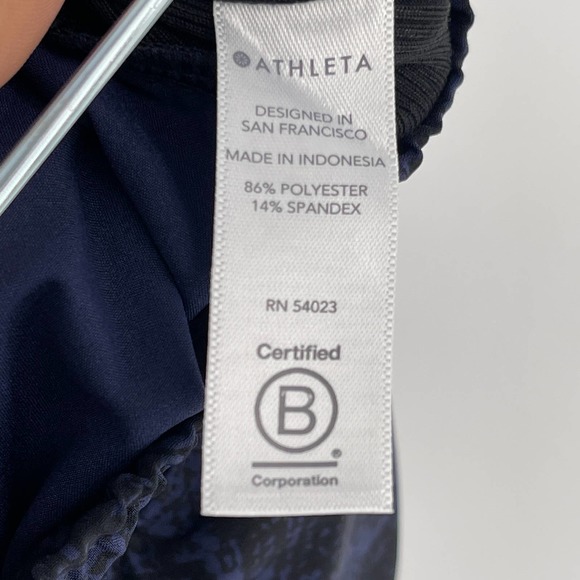 ATHLETA
DESIGNED IN
SAN FRANCISCO
MADE IN INDONESIA
86% POLYESTER
14% SPANDEX
RN 54023
Certified
B
®
Corporation